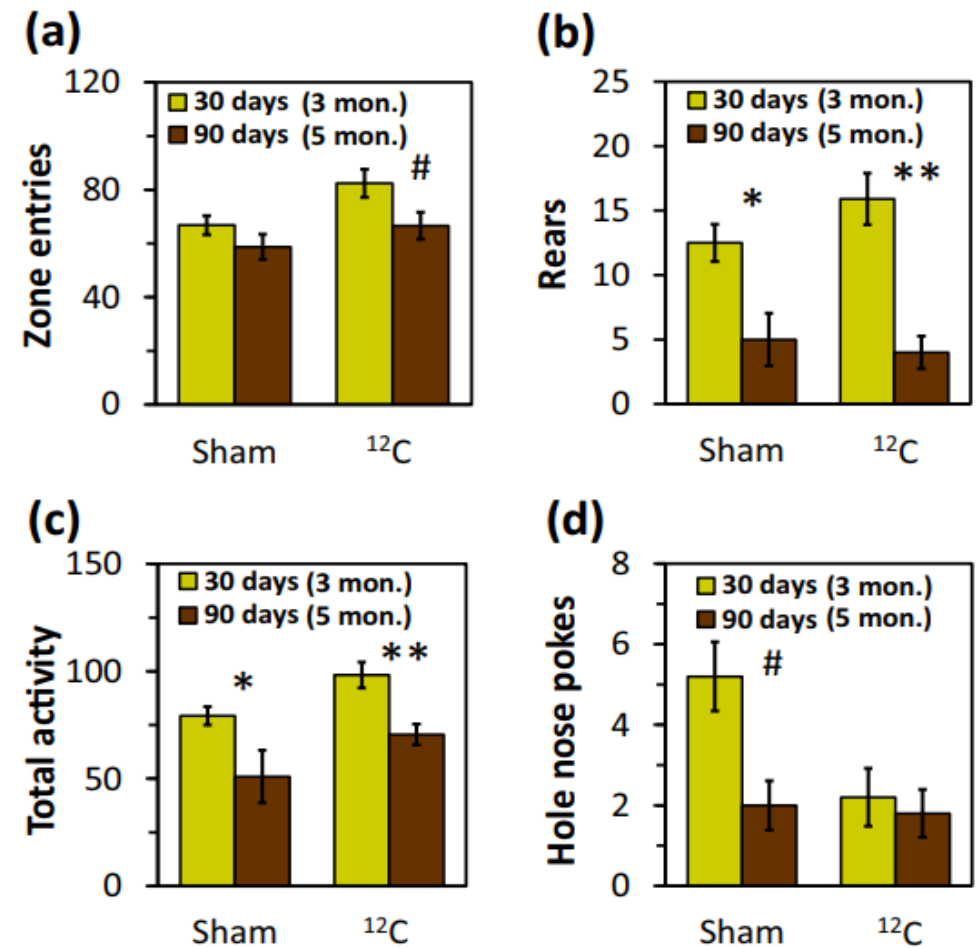 (a)
120
80
40
0
Zone entries
30 days (3 mon.)
90 days (5 mon.)
#
Sham
¹²C
(b)
25
20
15
10
5
0
Rears
30 days (3 mon.)
90 days (5 mon.)
*
**
Sham
¹²C
(c)
150
100
50
0
Total activity
30 days (3 mon.)
90 days (5 mon.)
*
**
Sham
¹²C
(d)
8
6
4
2
0
Hole nose pokes
30 days (3 mon.)
90 days (5 mon.)
#
Sham
¹²C